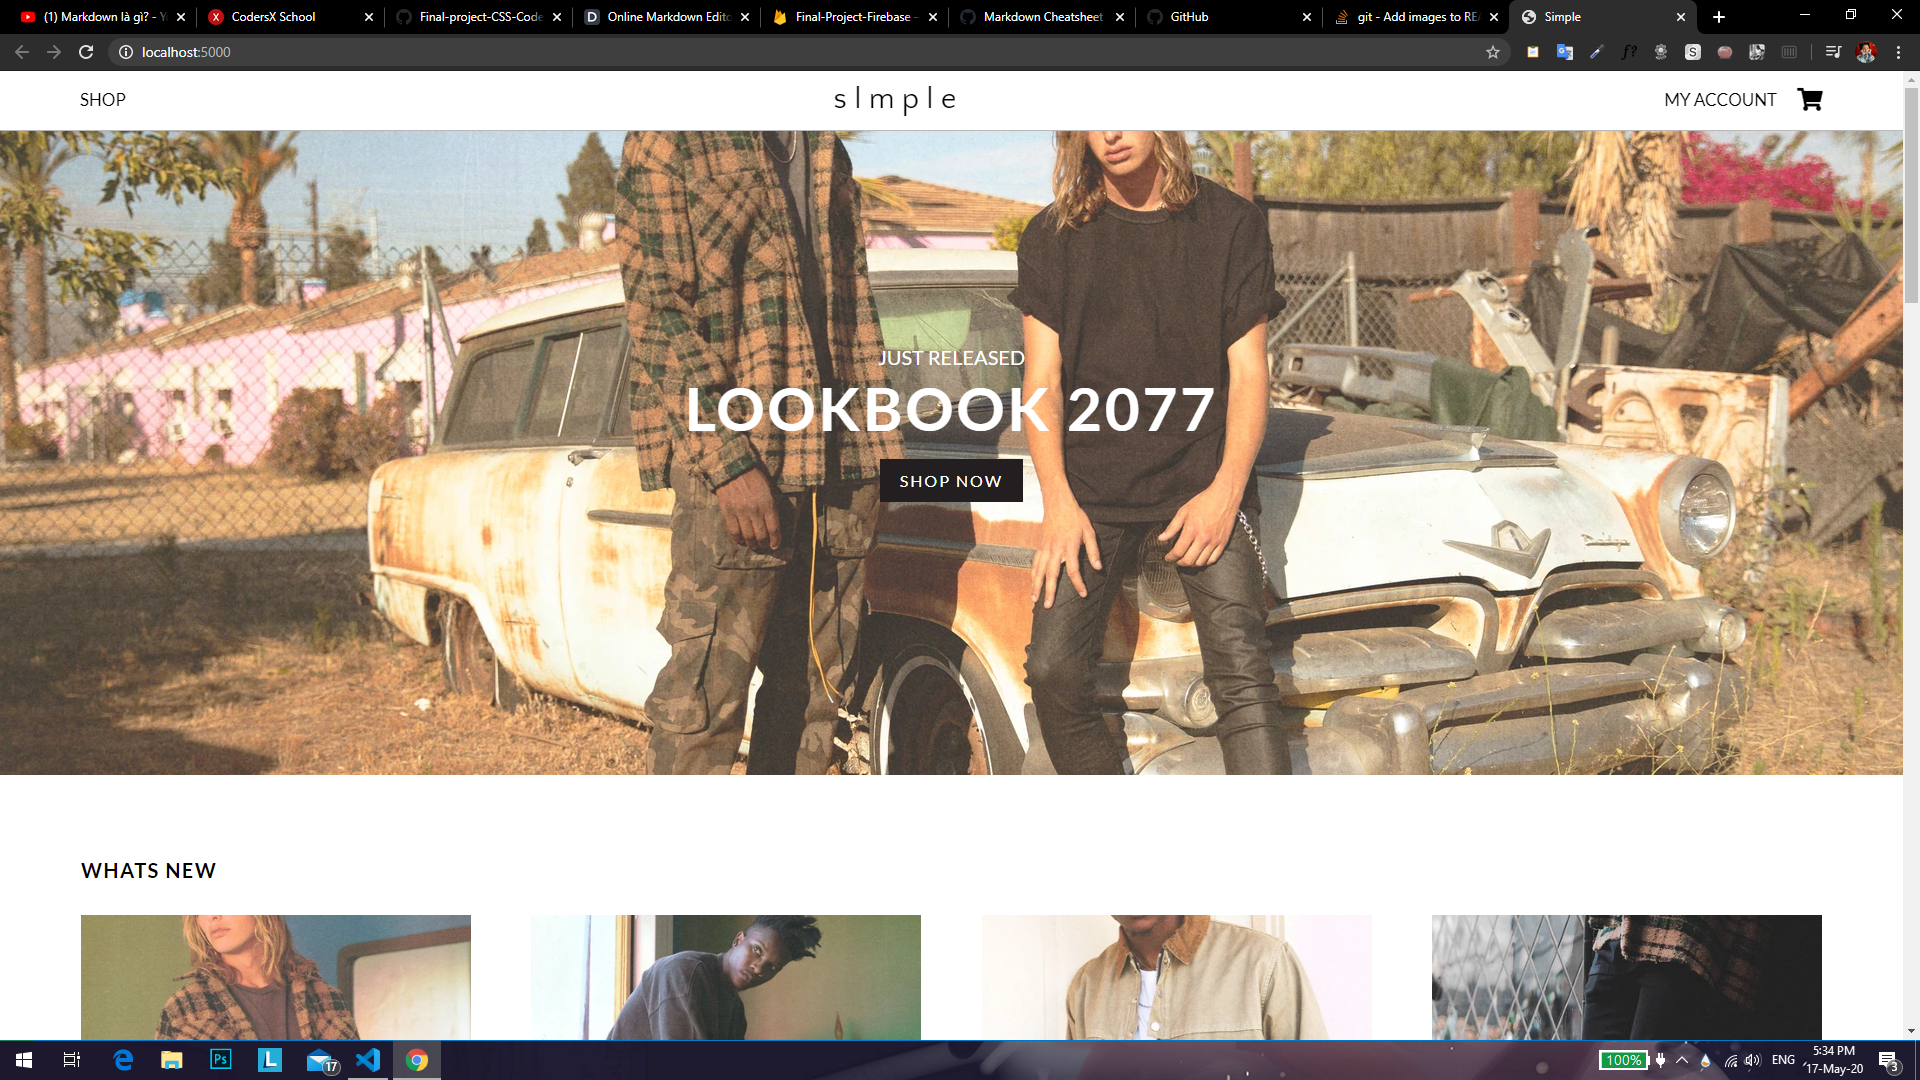 (1) Markdown là gì? - Y
CodersX School
Final-project-CSS-Code
Online Markdown Edito
Final-Project-Firebase –
Markdown Cheatsheet
GitHub
git - Add images to RE
Simple
localhost:5000
SHOP
sImple
MY ACCOUNT
JUST RELEASED
LOOKBOOK 2077
SHOP NOW
WHATS NEW
Ps
L
17
100%
ENG
5:34 PM
17-May-20
3